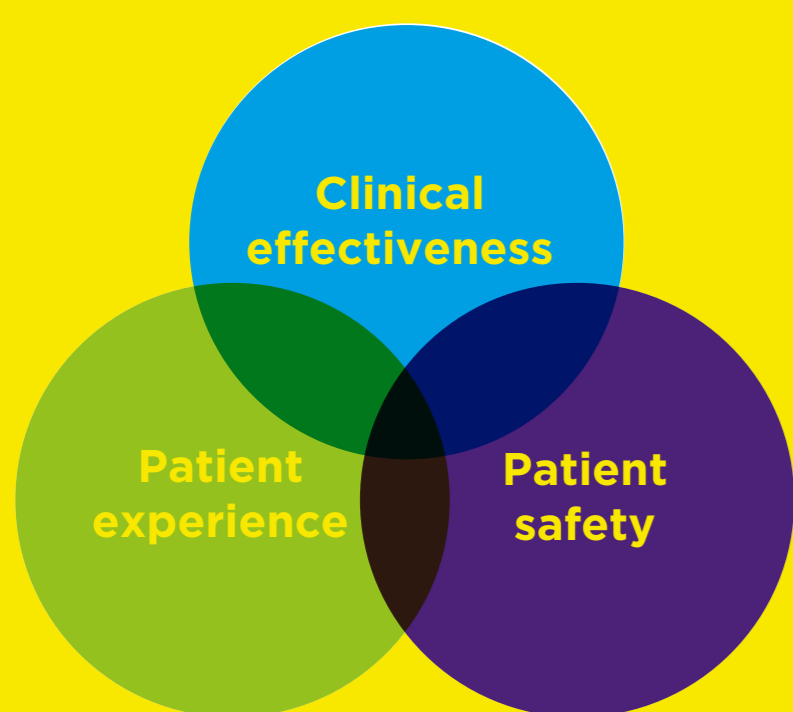 Clinical
effectiveness
Patient
experience
Patient
safety